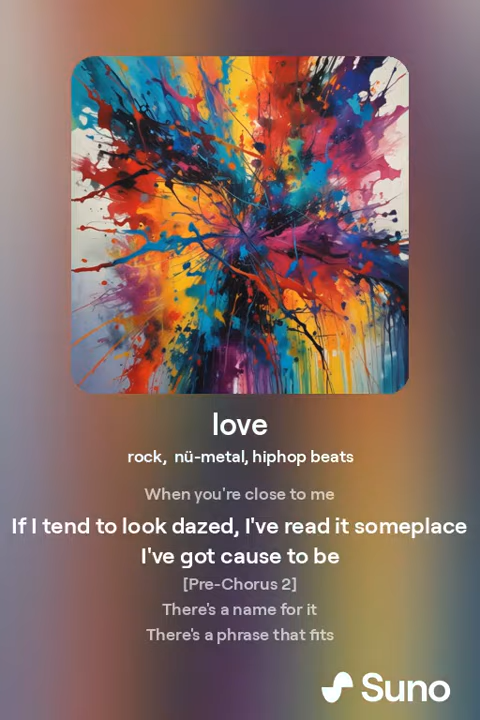 love
rock, nü-metal, hiphop beats
When you're close to me
If I tend to look dazed, I've read it someplace
I've got cause to be
[Pre-Chorus 2]
There's a name for it
There's a phrase that fits
Suno